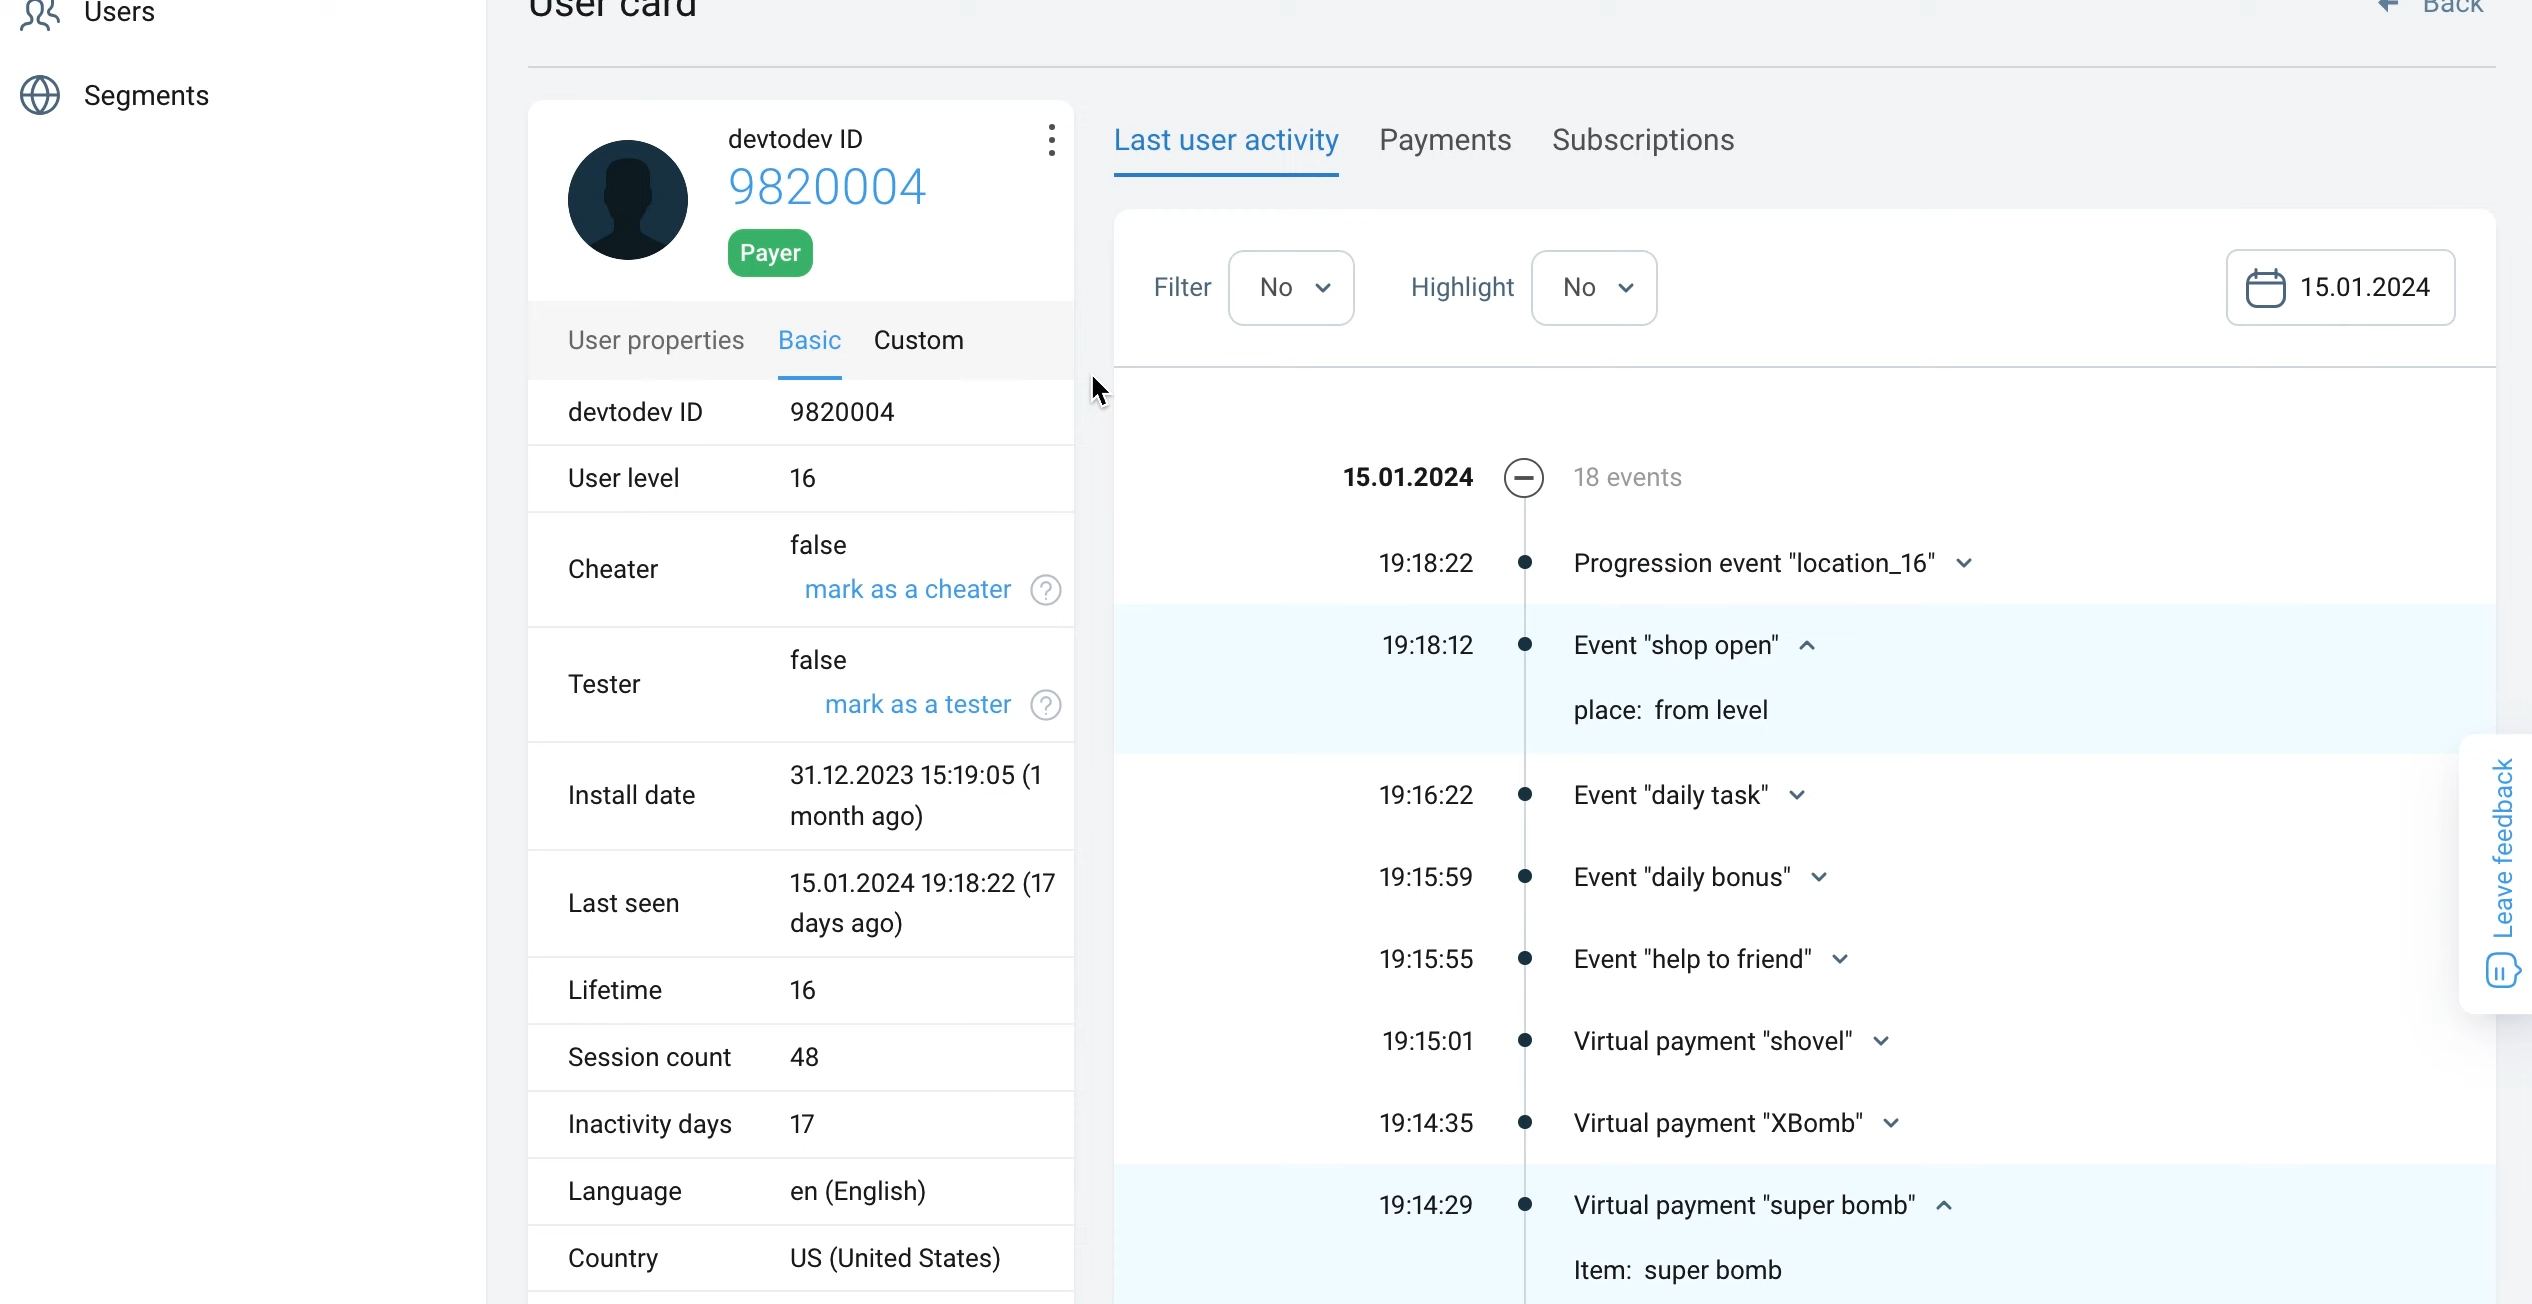 Users
Segments
User card
Back
devtodev ID
9820004
Payer
User properties Basic Custom
devtodev ID 9820004
User level 16
Cheater false
mark as a cheater ?
Tester false
mark as a tester ?
Install date 31.12.2023 15:19:05 (1
month ago)
Last seen 15.01.2024 19:18:22 (17
days ago)
Lifetime 16
Session count 48
Inactivity days 17
Language en (English)
Country US (United States)
Last user activity Payments Subscriptions
Filter No Highlight No 15.01.2024
15.01.2024 18 events
19:18:22 Progression event "location_16"
19:18:12 Event "shop open"
place: from level
19:16:22 Event "daily task"
19:15:59 Event "daily bonus"
19:15:55 Event "help to friend"
19:15:01 Virtual payment "shovel"
19:14:35 Virtual payment "XBomb"
19:14:29 Virtual payment "super bomb"
Item: super bomb
Leave feedback